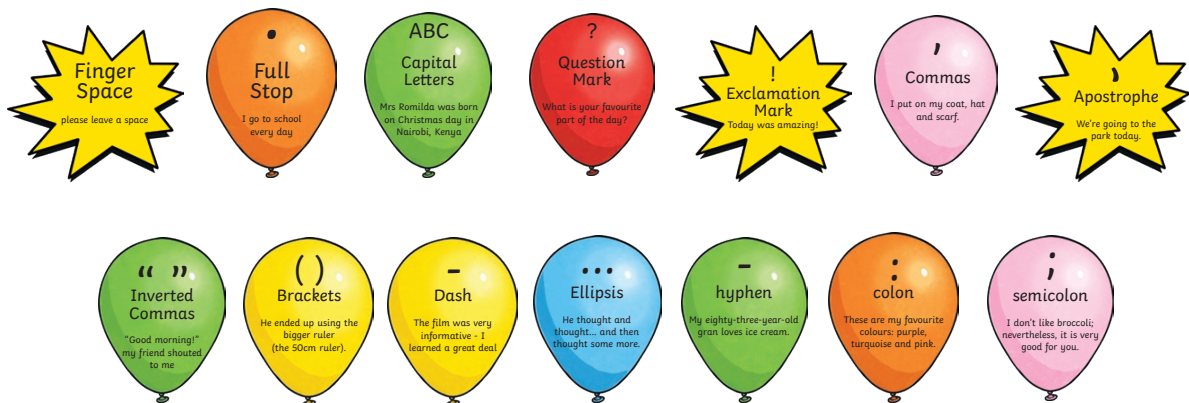 Finger
Space
please leave a space
.
Full
Stop
I go to school
every day
ABC
Capital
Letters
Mrs Romilda was born
on Christmas day in
Nairobi, Kenya
?
Question
Mark
What is your favourite
part of the day?
!
Exclamation
Mark
Today was amazing!
,
Commas
I put on my coat, hat
and scarf.
’
Apostrophe
We're going to the
park today.
“ ”
Inverted
Commas
"Good morning!"
my friend shouted
to me
( )
Brackets
He ended up using the
bigger ruler
(the 50cm ruler).
-
Dash
The film was very
informative - I
learned a great deal
...
Ellipsis
He thought and
thought... and then
thought some more.
-
hyphen
My eighty-three-year-old
gran loves ice cream.
:
colon
These are my favourite
colours: purple,
turquoise and pink.
;
semicolon
I don't like broccoli;
nevertheless, it is very
good for you.